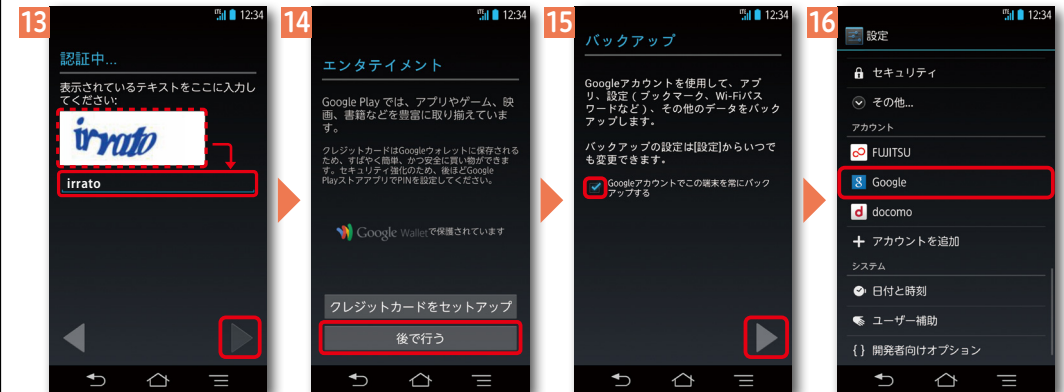 13
12:34
認証中...
表示されているテキストをここに入力し
てください:
irrato
irrato
14
12:34
エンタテイメント
Google Play では、アプリやゲーム、映
画、書籍などを豊富に取り揃えていま
す。
クレジットカードはGoogleウォレットに保存される
ため、すばやく簡単、かつ安全に買い物ができま
す。セキュリティ強化のため、後ほどGoogle
PlayストアアプリでPINを設定してください。
Google Walletで保護されています
クレジットカードをセットアップ
後で行う
15
12:34
バックアップ
Googleアカウントを使用して、アプ
リ、設定 ( ブックマーク、Wi-Fiパス
ワードなど )、その他のデータをバック
アップします。
バックアップの設定は[設定]からいつで
も変更できます。
Googleアカウントでこの端末を常にバック
アップする
16
12:34
設定
セキュリティ
その他...
アカウント
FUJITSU
8 Google
d docomo
+ アカウントを追加
システム
日付と時刻
ユーザー補助
{ } 開発者向けオプション